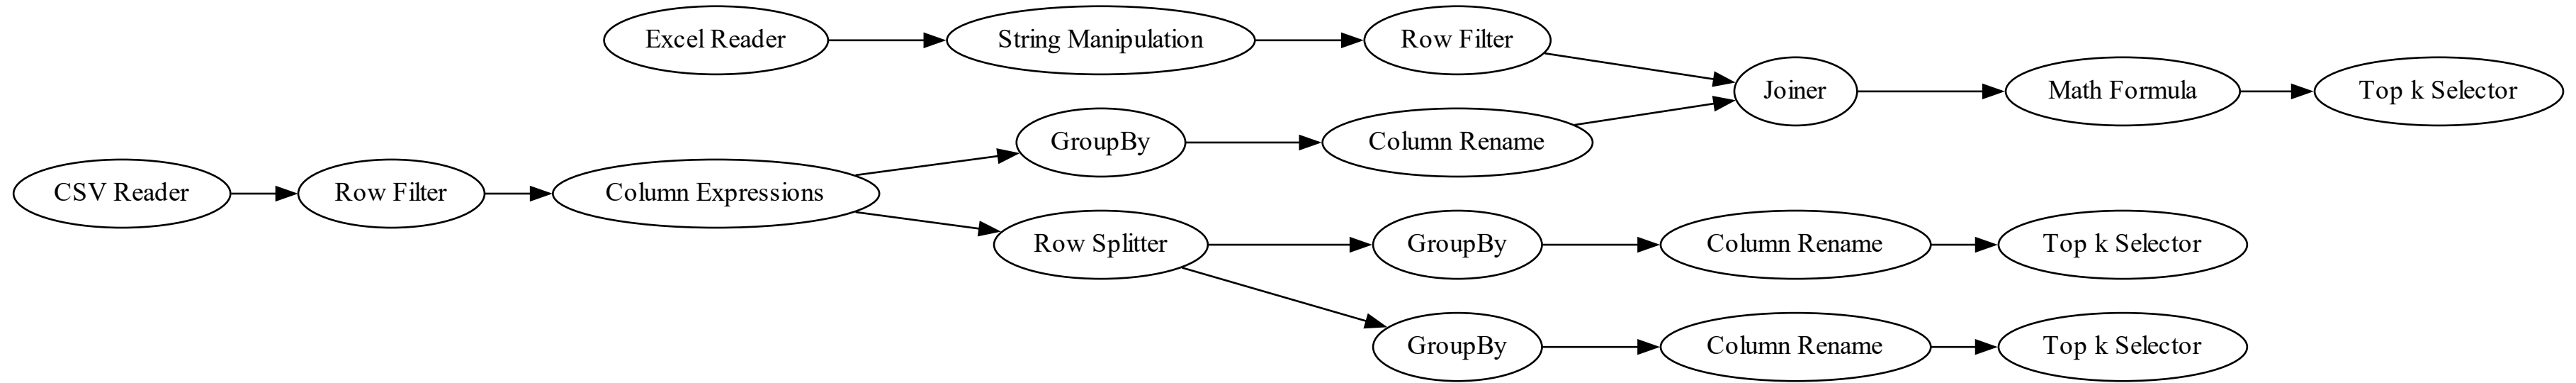 Excel Reader
String Manipulation
Row Filter
Joiner
Math Formula
Top k Selector
GroupBy
Column Rename
CSV Reader
Row Filter
Column Expressions
Row Splitter
GroupBy
Column Rename
Top k Selector
GroupBy
Column Rename
Top k Selector